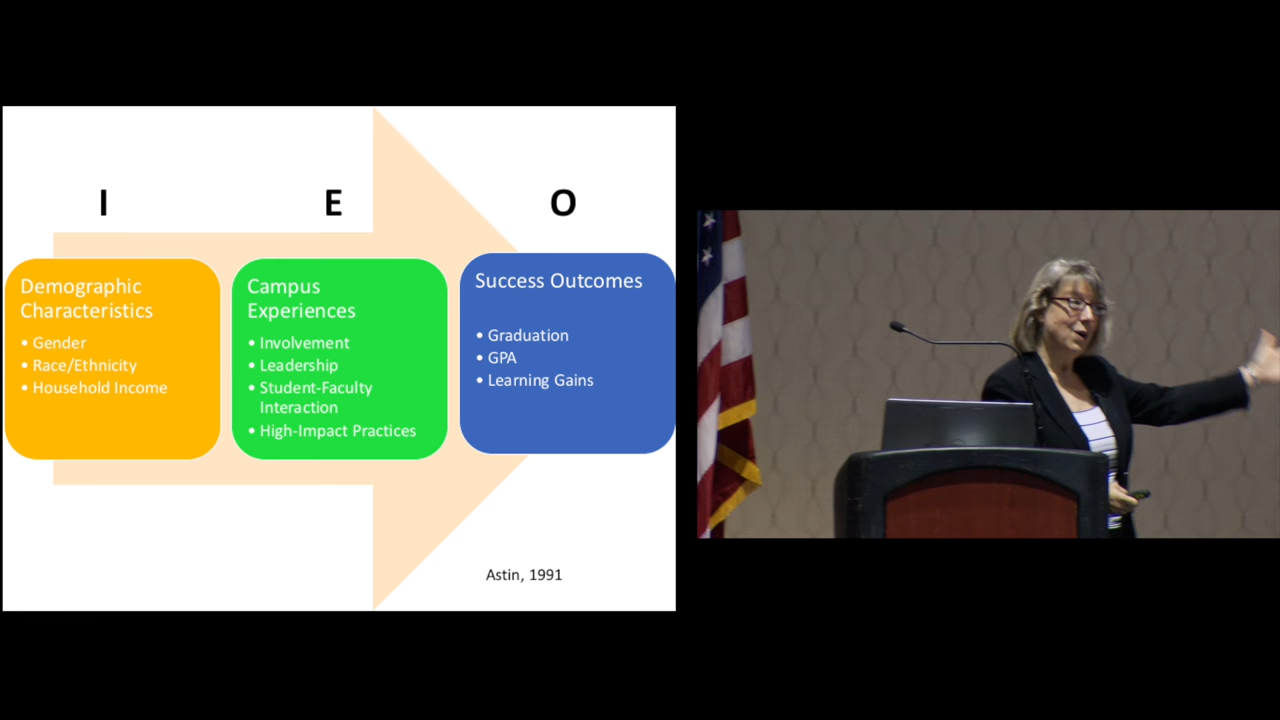 I
E
O
Demographic
Characteristics
• Gender
• Race/Ethnicity
• Household Income
Campus
Experiences
• Involvement
• Leadership
• Student-Faculty
Interaction
• High-Impact Practices
Success Outcomes
• Graduation
• GPA
• Learning Gains
Astin, 1991